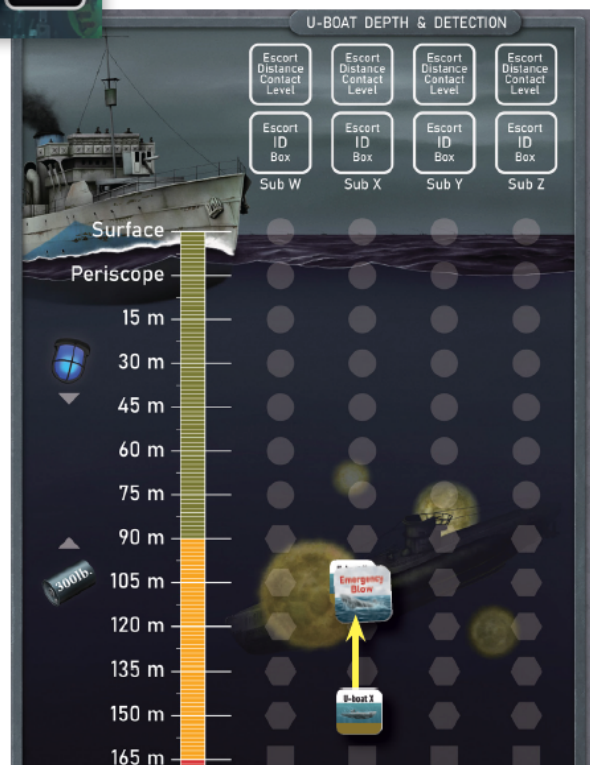 U-BOAT DEPTH & DETECTION
Escort Distance Contact Level
Escort Distance Contact Level
Escort Distance Contact Level
Escort Distance Contact Level
Escort ID Box
Escort ID Box
Escort ID Box
Escort ID Box
Sub W
Sub X
Sub Y
Sub Z
Surface
Periscope
15 m
30 m
45 m
60 m
75 m
90 m
300lb.
105 m
Emergency
Blow
120 m
135 m
U-boat X
150 m
165 m